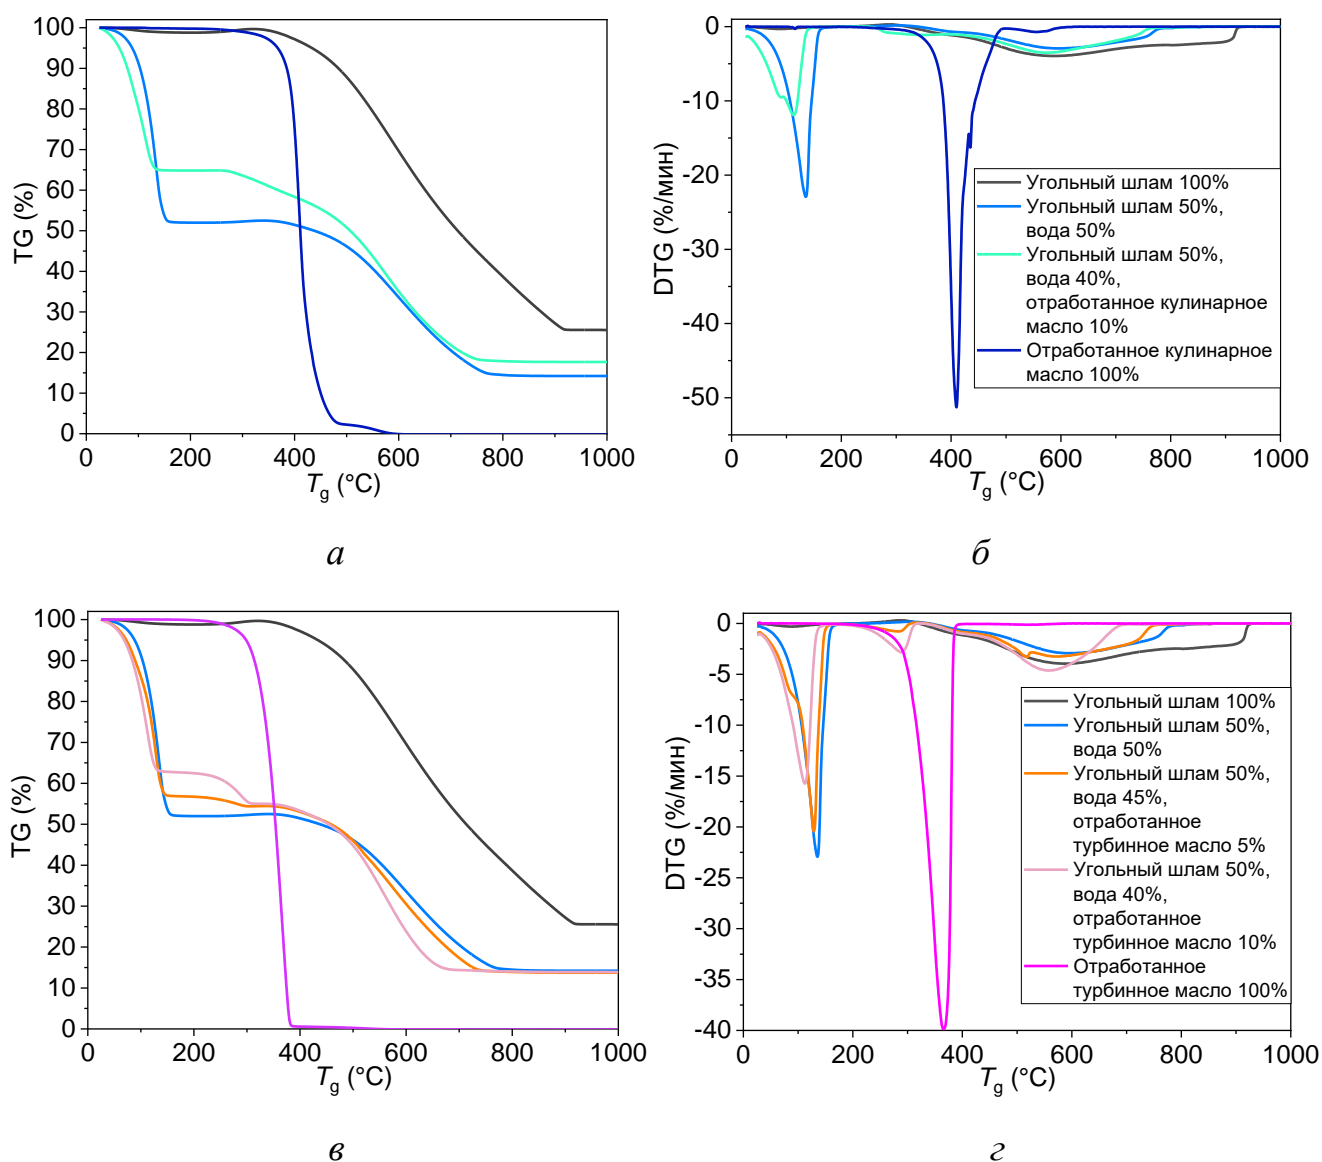 100
90
80
70
60
50
40
30
20
10
0
TG (%)
0 200 400 600 800 1000
Tg (°C)
а
0
-10
-20
-30
-40
-50
DTG (%/мин)
Угольный шлам 100%
Угольный шлам 50%,
вода 50%
Угольный шлам 50%,
вода 40%,
отработанное кулинарное
масло 10%
Отработанное кулинарное
масло 100%
0 200 400 600 800 1000
Tg (°C)
б
100
90
80
70
60
50
40
30
20
10
0
TG (%)
0 200 400 600 800 1000
Tg (°C)
в
0
-5
-10
-15
-20
-25
-30
-35
-40
DTG (%/мин)
Угольный шлам 100%
Угольный шлам 50%,
вода 50%
Угольный шлам 50%,
вода 45%,
отработанное
турбинное масло 5%
Угольный шлам 50%,
вода 40%,
отработанное
турбинное масло 10%
Отработанное
турбинное масло 100%
0 200 400 600 800 1000
Tg (°C)
г